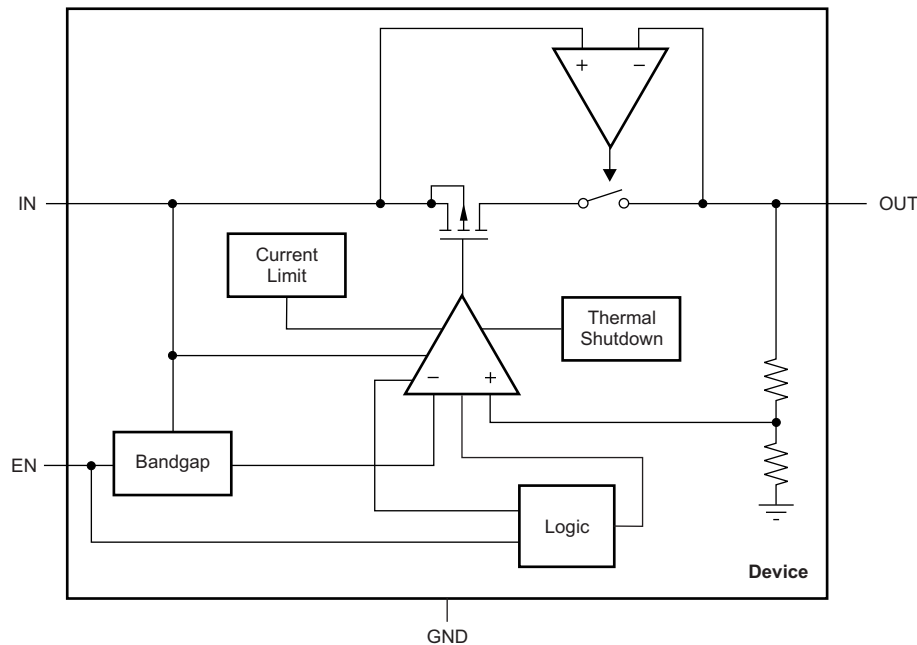 + −
IN
OUT
Current
Limit
Thermal
Shutdown
− +
EN
Bandgap
Logic
Device
GND